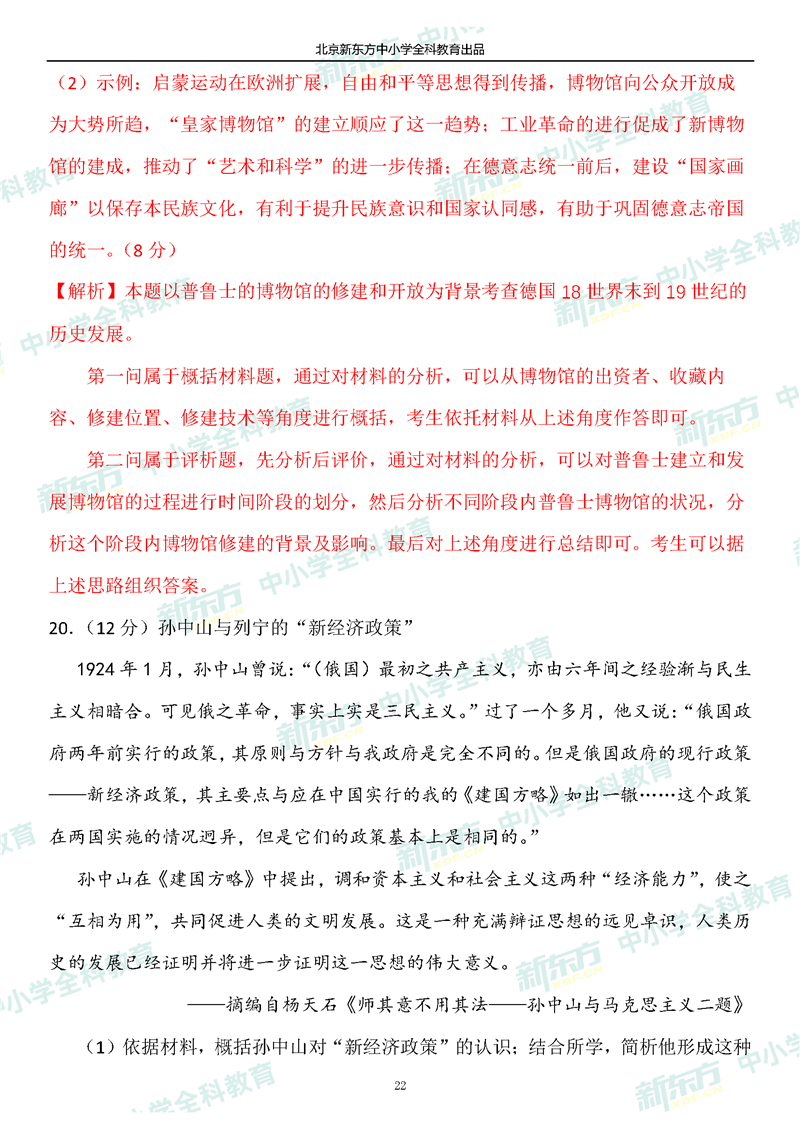 北京新东方中小学全科教育出品
（2）示例：启蒙运动在欧洲扩展，自由和平等思想得到传播，博物馆向公众开放成
为大势所趋，“皇家博物馆”的建立顺应了这一趋势；工业革命的进行促成了新博物
馆的建成，推动了“艺术和科学”的进一步传播；在德意志统一前后，建设“国家画
廊”以保存本民族文化，有利于提升民族意识和国家认同感，有助于巩固德意志帝国
的统一。（8 分）
【解析】本题以普鲁士的博物馆的修建和开放为背景考查德国 18 世界末到 19 世纪的
历史发展。
第一问属于概括材料题，通过对材料的分析，可以从博物馆的出资者、收藏内
容、修建位置、修建技术等角度进行概括，考生依托材料从上述角度作答即可。
第二问属于评析题，先分析后评价，通过对材料的分析，可以对普鲁士建立和发
展博物馆的过程进行时间阶段的划分，然后分析不同阶段内普鲁士博物馆的状况，分
析这个阶段内博物馆修建的背景及影响。最后对上述角度进行总结即可。考生可以据
上述思路组织答案。
20.（12 分）孙中山与列宁的“新经济政策”
1924 年 1 月，孙中山曾说：“（俄国）最初之共产主义，亦由六年间之经验渐与民生
主义相暗合。可见俄之革命，事实上实是三民主义。”过了一个多月，他又说：“俄国政
府两年前实行的政策，其原则与方针与我政府是完全不同的。但是俄国政府的现行政策
——新经济政策，其主要点与应在中国实行的我的《建国方略》如出一辙……这个政策
在两国实施的情况迥异，但是它们的政策基本上是相同的。”
孙中山在《建国方略》中提出，调和资本主义和社会主义这两种“经济能力”，使之
“互相为用”，共同促进人类的文明发展。这是一种充满辩证思想的远见卓识，人类历
史的发展已经证明并将进一步证明这一思想的伟大意义。
——摘编自杨天石《师其意不用其法——孙中山与马克思主义二题》
（1）依据材料，概括孙中山对“新经济政策”的认识；结合所学，简析他形成这种
22